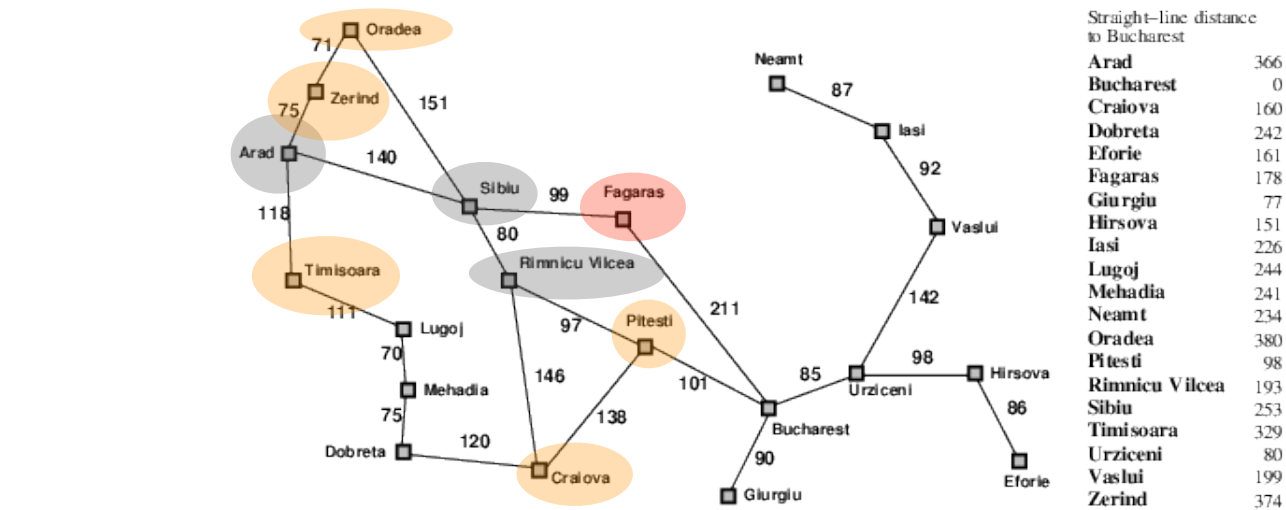 Oradea
71
Neamt
87
Zerind
75
151
Iasi
Arad
140
92
Sibiu
99
Fagaras
118
80
Vaslui
Rimnicu Vilcea
Timisoara
142
111
211
Lugoj
97
Pitesti
70
98
146
101
85
Hirsova
Mehadia
Urziceni
75
138
86
Bucharest
120
Dobreta
90
Craiova
Eforie
Giurgiu
Straight–line distance
to Bucharest
Arad 366
Bucharest 0
Craiova 160
Dobreta 242
Eforie 161
Fagaras 178
Giurgiu 77
Hirsova 151
Iasi 226
Lugoj 244
Mehadia 241
Neamt 234
Oradea 380
Pitesti 98
Rimnicu Vilcea 193
Sibiu 253
Timisoara 329
Urziceni 80
Vaslui 199
Zerind 374